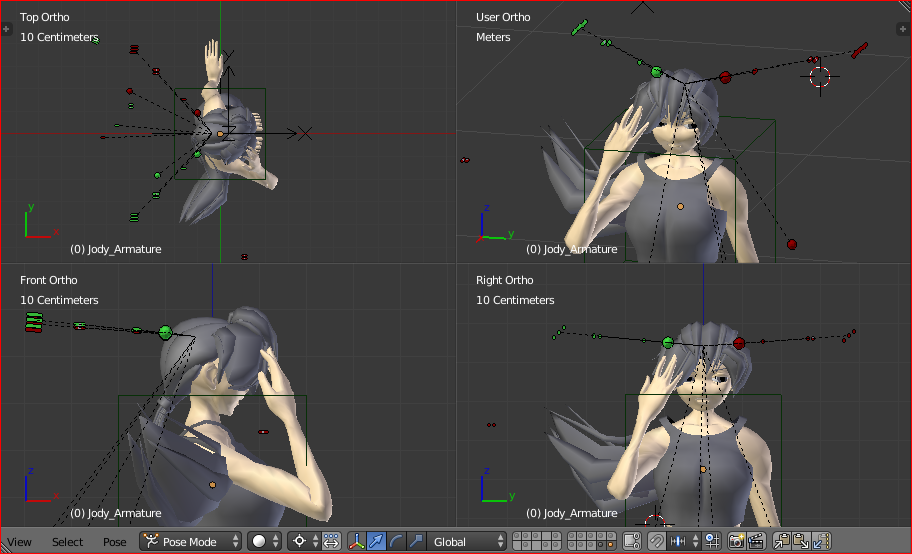 Top Ortho
10 Centimeters
Y
X
y
x
(0) Jody_Armature
User Ortho
Meters
z
y
(0) Jody_Armature
Front Ortho
10 Centimeters
z
x
(0) Jody_Armature
Right Ortho
10 Centimeters
z
y
(0) Jody_Armature
View Select Pose Pose Mode Global